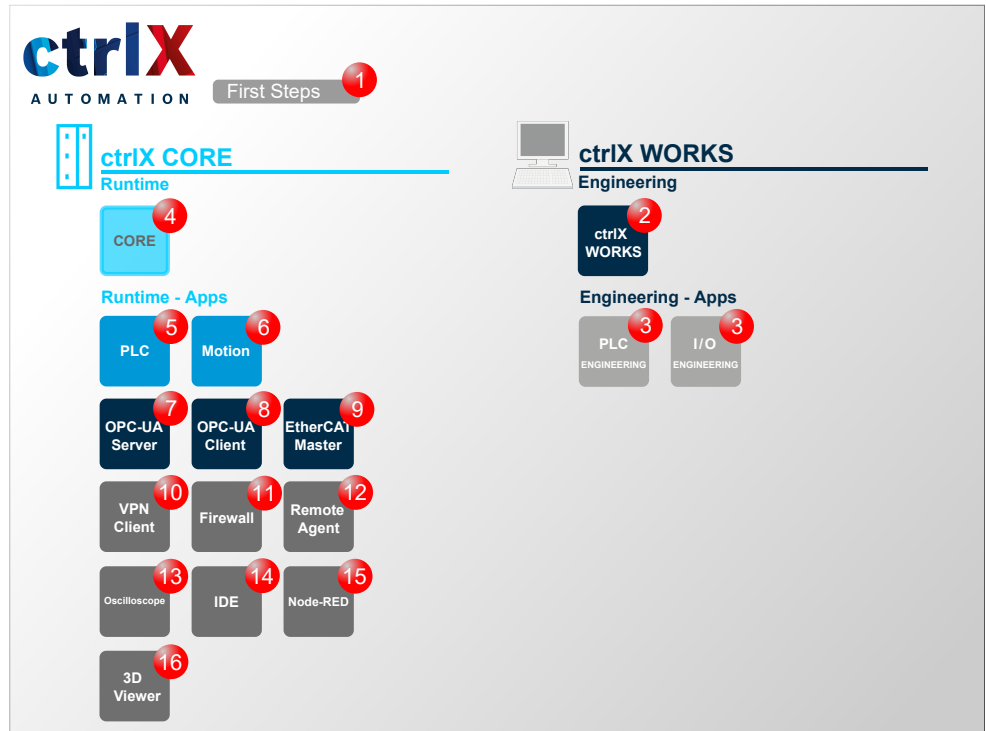 ctrlX
AUTOMATION
First Steps
1
ctrlX CORE
Runtime
4
CORE
Runtime - Apps
5
PLC
6
Motion
7
OPC-UA
Server
8
OPC-UA
Client
9
EtherCAT
Master
10
VPN
Client
11
Firewall
12
Remote
Agent
13
Oscilloscope
14
IDE
15
Node-RED
16
3D
Viewer
ctrlX WORKS
Engineering
2
ctrlX
WORKS
Engineering - Apps
3
PLC
ENGINEERING
3
I/O
ENGINEERING